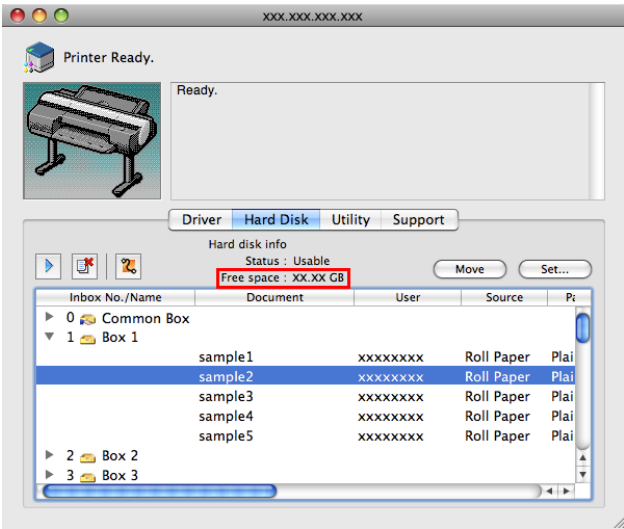 xxx.xxx.xxx.xxx
Printer Ready.
Ready.
Driver Hard Disk Utility Support
Hard disk info
Status : Usable
Free space : XX.XX GB
Move Set...
Inbox No./Name Document User Source
0 Common Box
1 Box 1
sample1 xxxxxxxx Roll Paper Plai
sample2 xxxxxxxx Roll Paper Plai
sample3 xxxxxxxx Roll Paper Plai
sample4 xxxxxxxx Roll Paper Plai
sample5 xxxxxxxx Roll Paper Plai
2 Box 2
3 Box 3